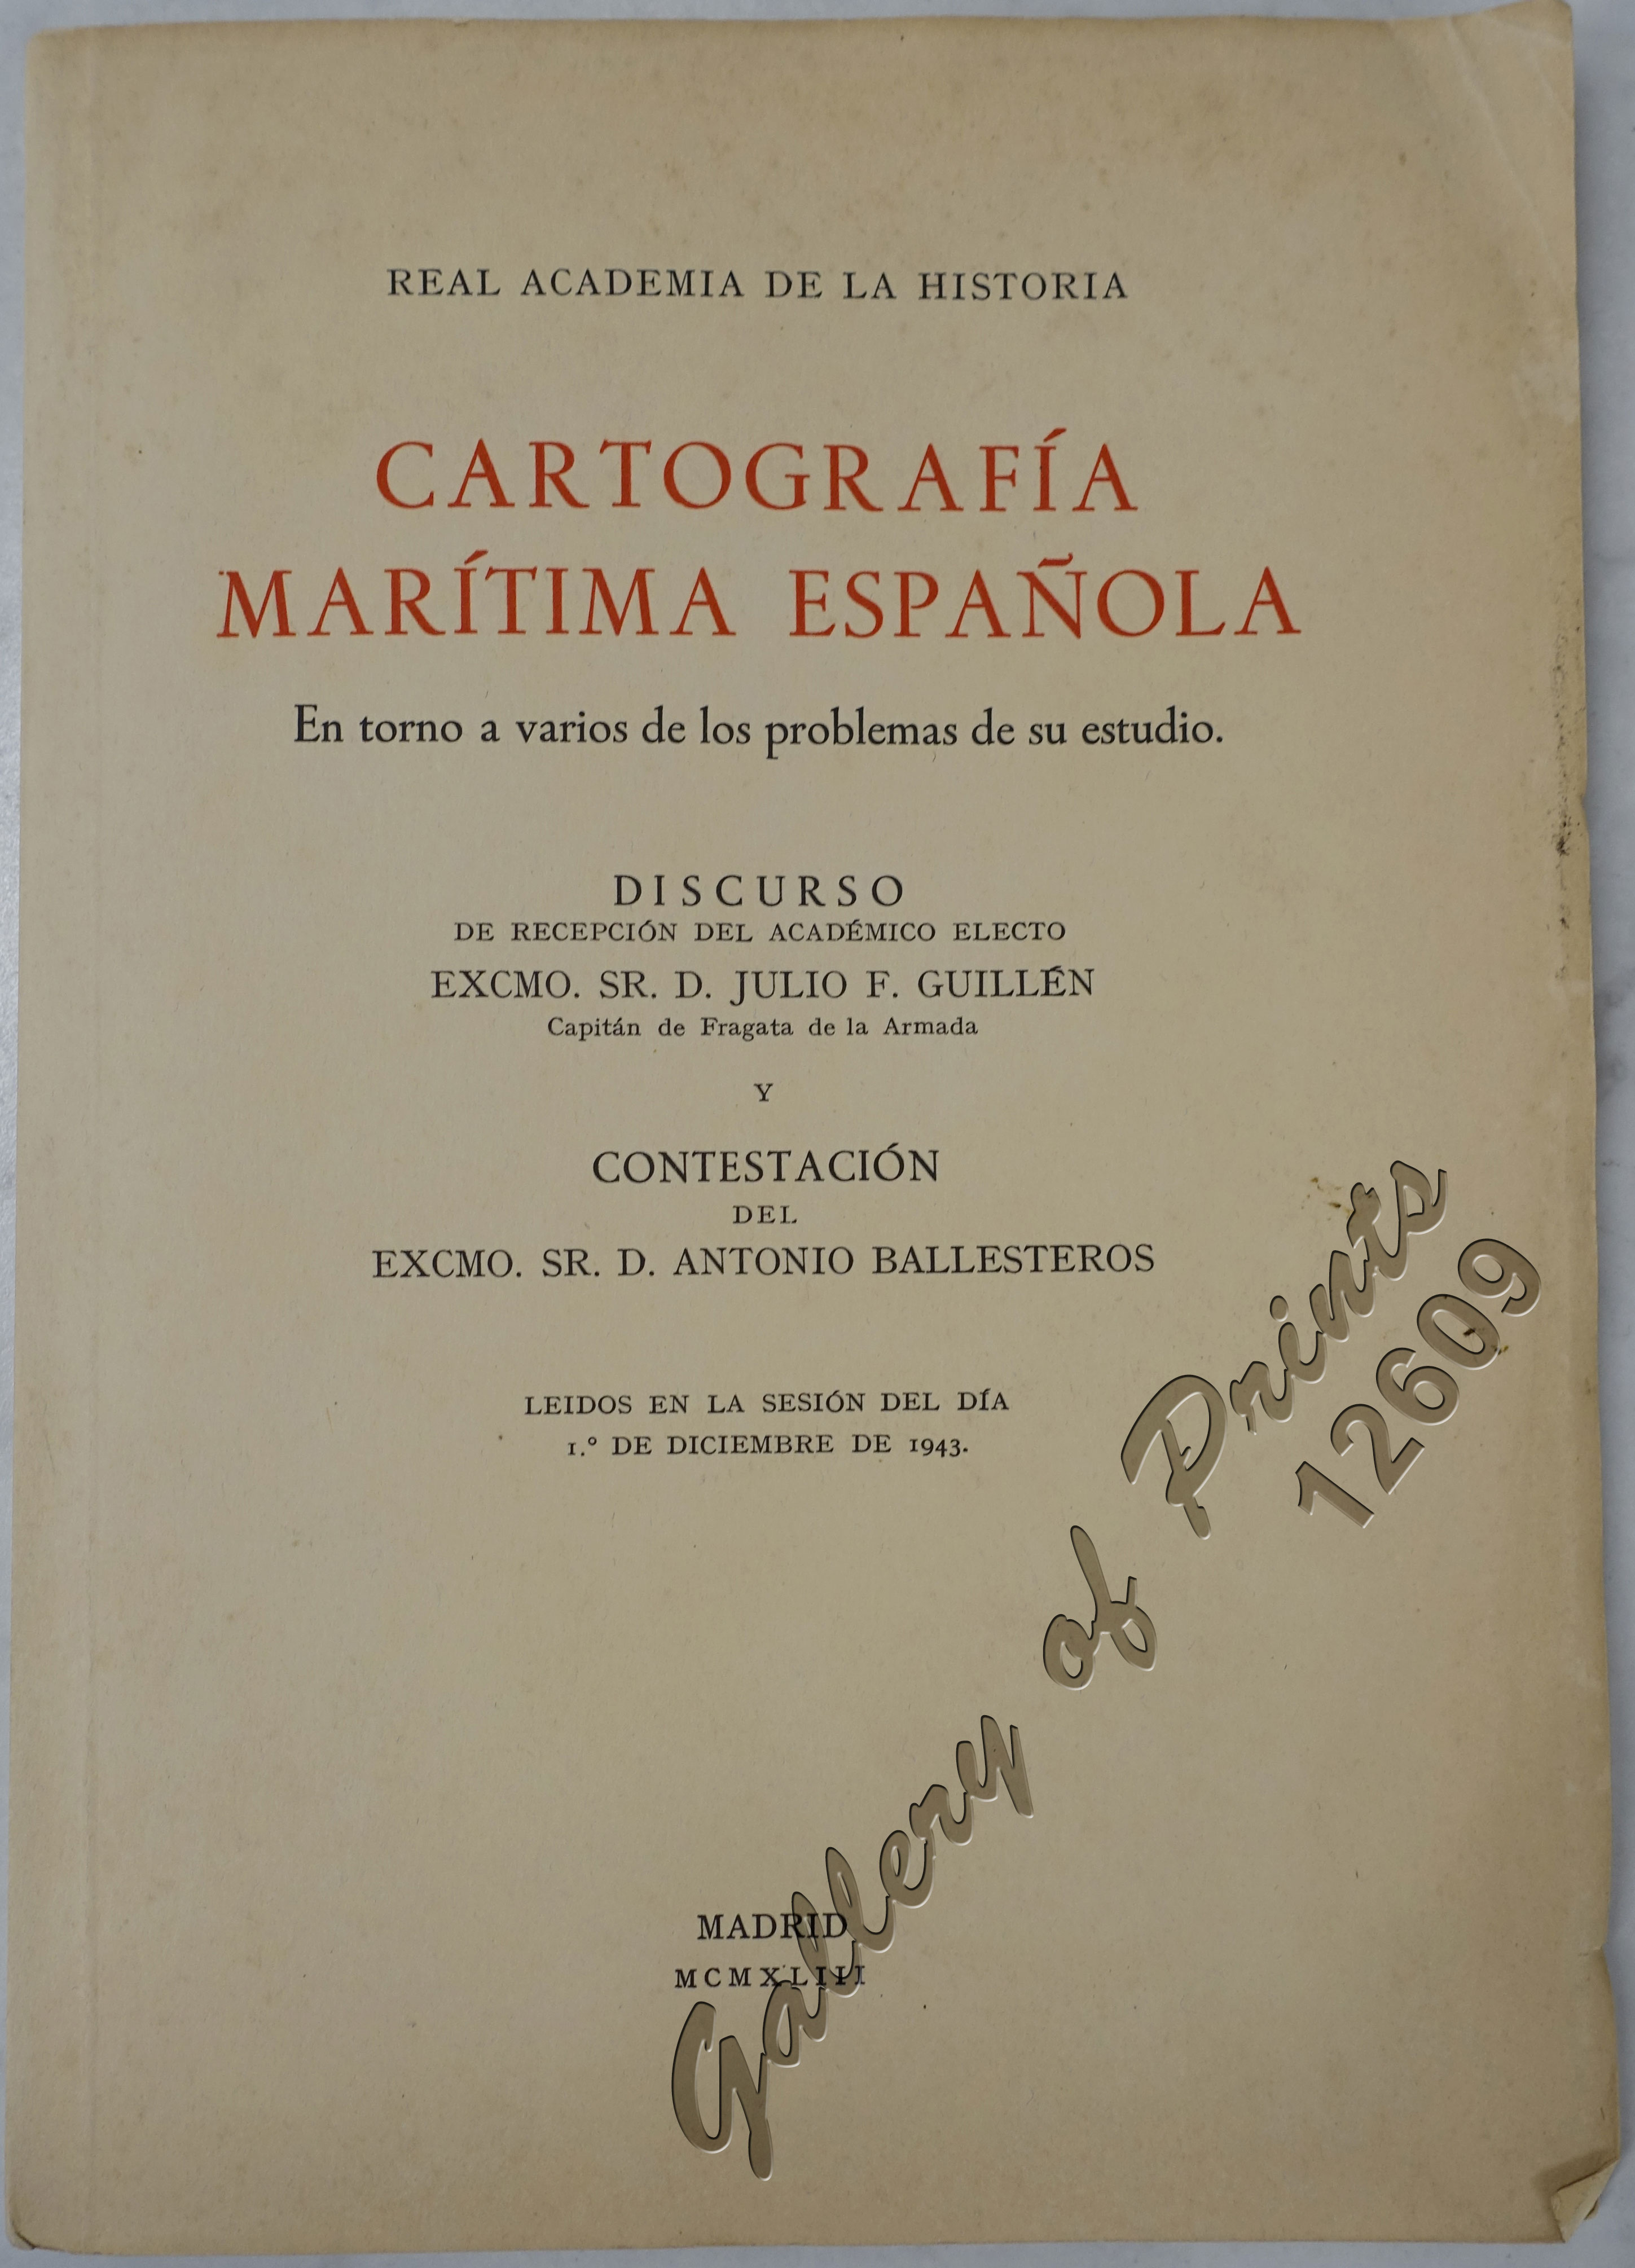 REAL ACADEMIA DE LA HISTORIA
CARTOGRAFÍA
MARÍTIMA ESPAÑOLA
En torno a varios de los problemas de su estudio.
DISCURSO
DE RECEPCIÓN DEL ACADÉMICO ELECTO
EXCMO. SR. D. JULIO F. GUILLÉN
Capitán de Fragata de la Armada
Y
CONTESTACIÓN
DEL
EXCMO. SR. D. ANTONIO BALLESTEROS
LEIDOS EN LA SESIÓN DEL DÍA
1.º DE DICIEMBRE DE 1943.
MADRID
MCMXLIII
Gallery of Prints
12609